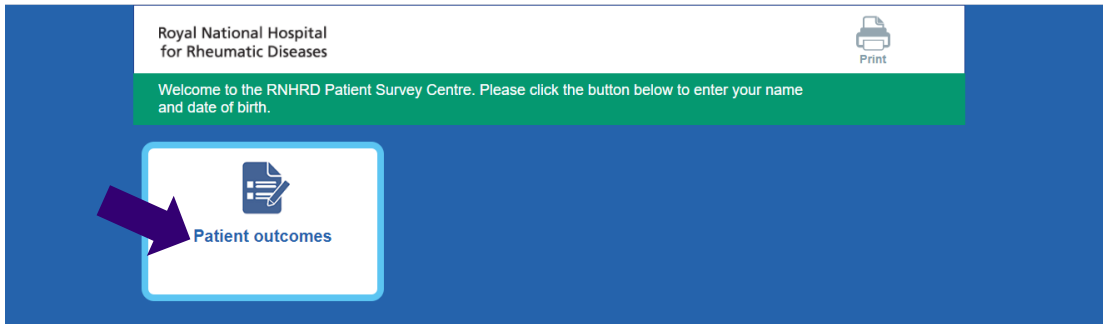 Royal National Hospital
for Rheumatic Diseases
Print
Welcome to the RNHRD Patient Survey Centre. Please click the button below to enter your name
and date of birth.
Patient outcomes